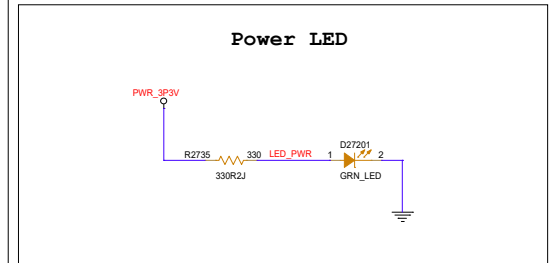 Power LED
PWR_3P3V
R2735 330 LED_PWR 1 D27201 2
330R2J GRN_LED